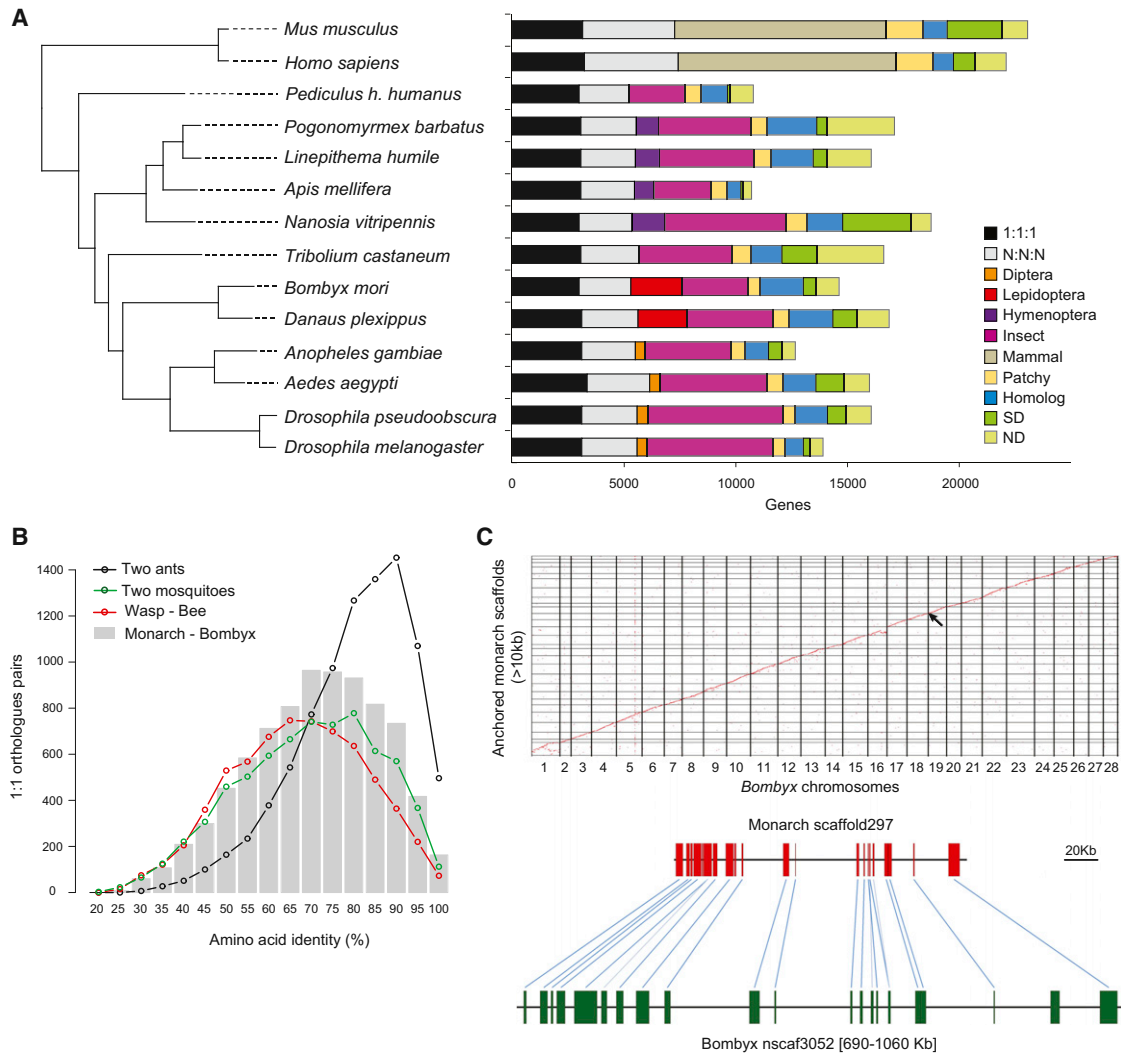 A
Mus musculus
Homo sapiens
Pediculus h. humanus
Pogonomyrmex barbatus
Linepithema humile
Apis mellifera
Nanosia vitripennis
Tribolium castaneum
Bombyx mori
Danaus plexippus
Anopheles gambiae
Aedes aegypti
Drosophila pseudoobscura
Drosophila melanogaster
1:1:1
N:N:N
Diptera
Lepidoptera
Hymenoptera
Insect
Mammal
Patchy
Homolog
SD
ND
0 5000 10000 15000 20000
Genes
B
Two ants
Two mosquitoes
Wasp - Bee
Monarch - Bombyx
1:1 orthologues pairs
1400
1200
1000
800
600
400
200
0
20 25 30 35 40 45 50 55 60 65 70 75 80 85 90 95 100
Amino acid identity (%)
C
Anchored monarch scaffolds
(>10kb)
1 2 3 4 5 6 7 8 9 10 11 12 13 14 15 16 17 18 19 20 21 22 23 24 25 26 27 28
Bombyx chromosomes
Monarch scaffold297
20Kb
Bombyx nscaf3052 [690-1060 Kb]